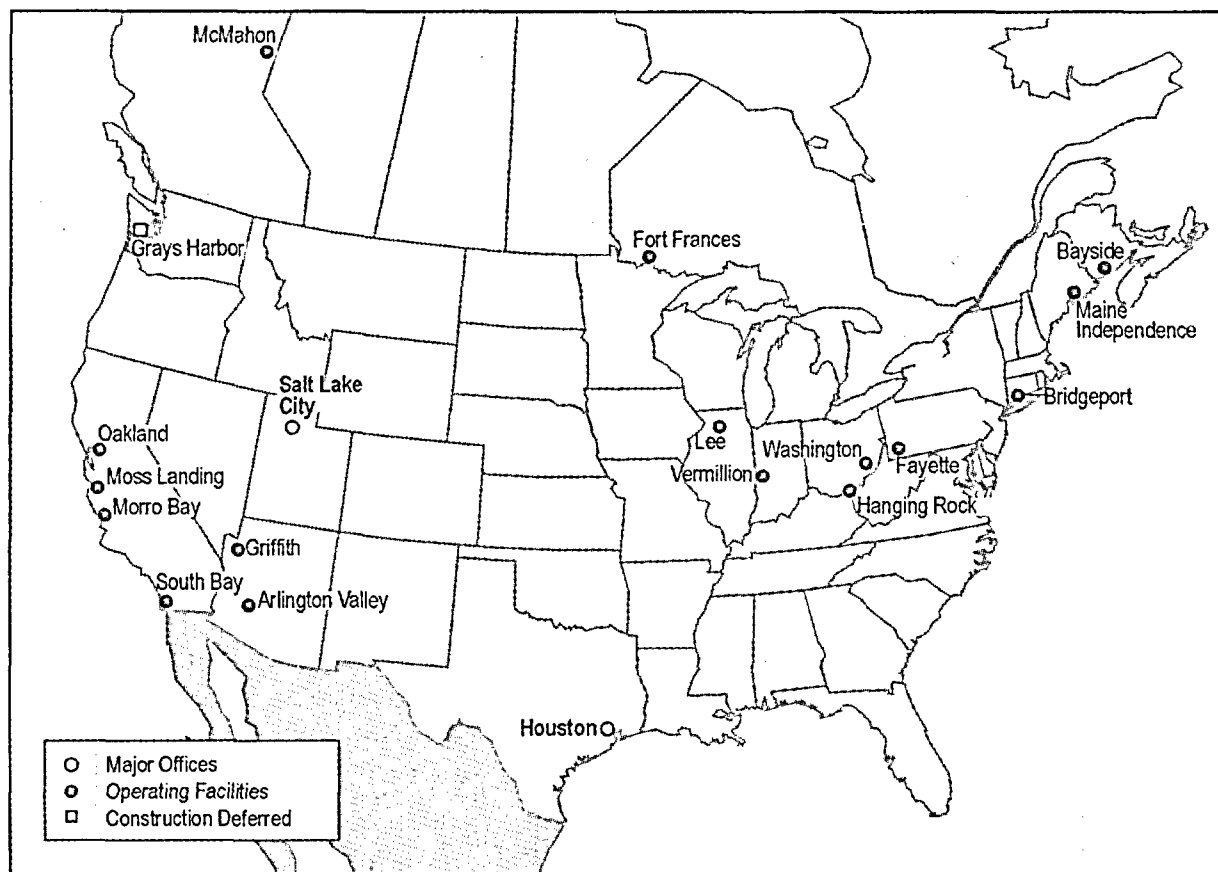 McMahon
Grays Harbor
Fort Frances
Bayside
Maine
Independence
Salt Lake
City
Bridgeport
Oakland
Lee
Washington
Fayette
Moss Landing
Vermillion
Morro Bay
Hanging Rock
Griffith
South Bay
Arlington Valley
Houston
Major Offices
Operating Facilities
Construction Deferred